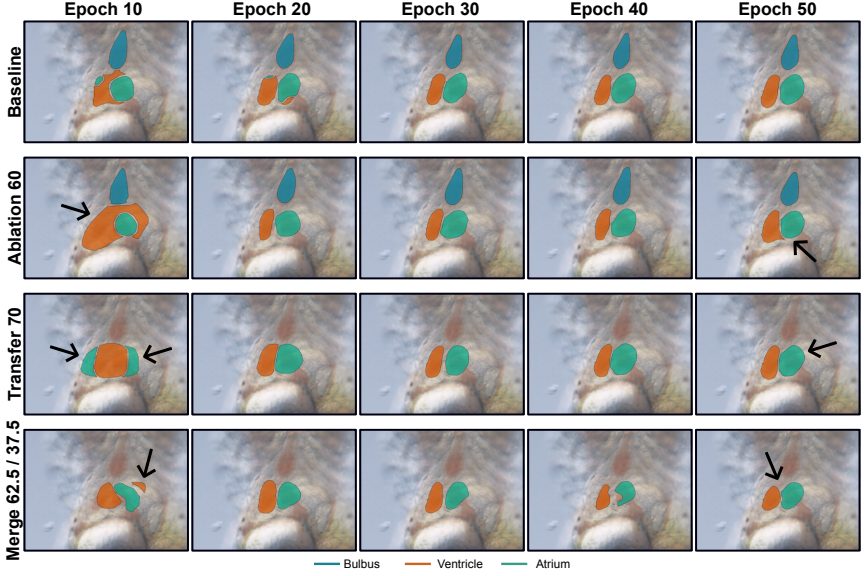 Epoch 10 Epoch 20 Epoch 30 Epoch 40 Epoch 50
Baseline
Ablation 60
Transfer 70
Merge 62.5 / 37.5
Bulbus Ventricle Atrium